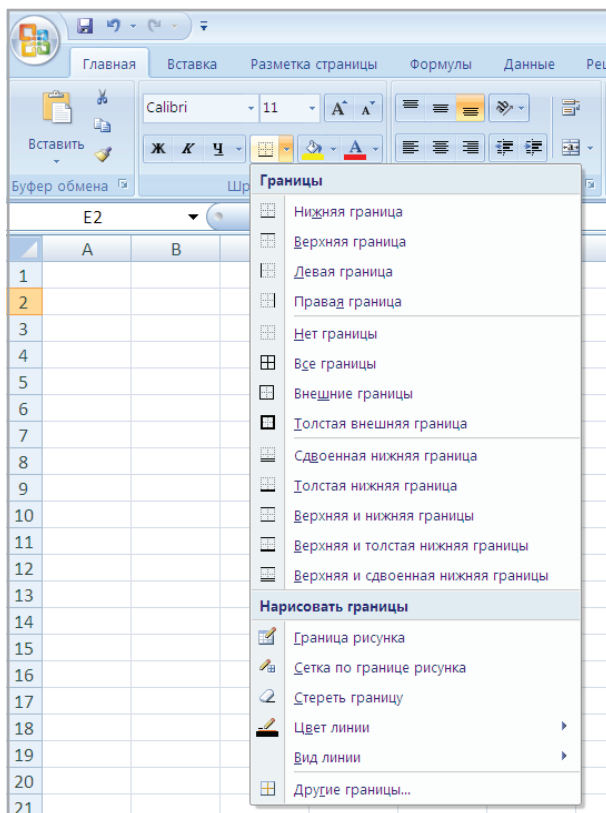 Главная Вставка Разметка страницы Формулы Данные Рец
Calibri 11 A A
Вставить Ж К Ч A
Буфер обмена Шр
E2
A B
1
2
3
4
5
6
7
8
9
10
11
12
13
14
15
16
17
18
19
20
21
Границы
Нижняя граница
Верхняя граница
Левая граница
Правая граница
Нет границы
Все границы
Внешние границы
Толстая внешняя граница
Сдвоенная нижняя граница
Толстая нижняя граница
Верхняя и нижняя границы
Верхняя и толстая нижняя границы
Верхняя и сдвоенная нижняя границы
Нарисовать границы
Граница рисунка
Сетка по границе рисунка
Стереть границу
Цвет линии
Вид линии
Другие границы...